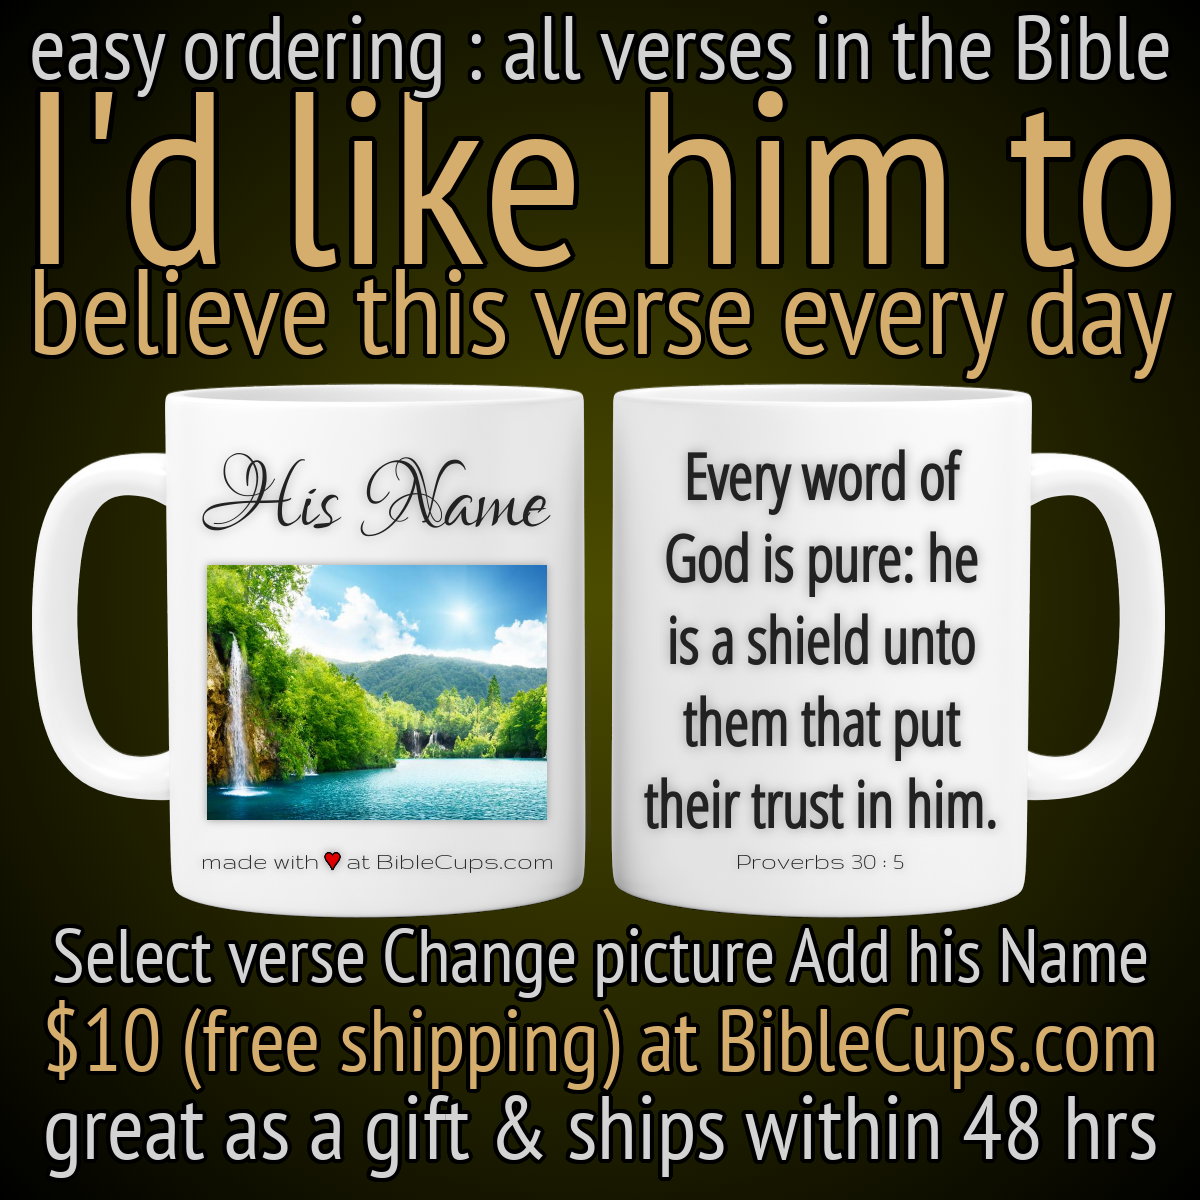 easy ordering : all verses in the Bible
I'd like him to
believe this verse every day
His Name
made with ♥ at BibleCups.com
Every word of
God is pure: he
is a shield unto
them that put
their trust in him.
Proverbs 30 : 5
Select verse Change picture Add his Name
$10 (free shipping) at BibleCups.com
great as a gift & ships within 48 hrs